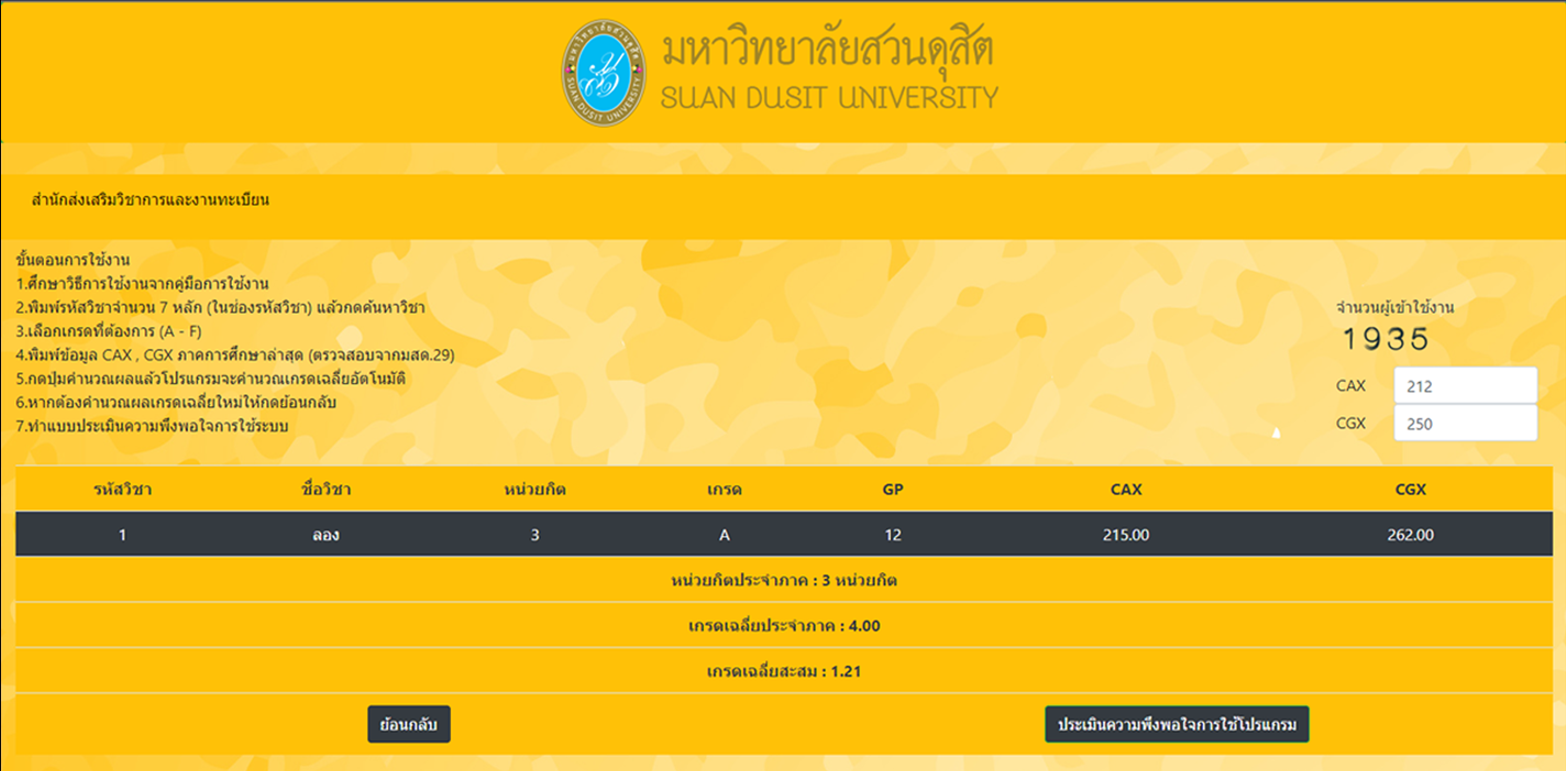 มหาวิทยาลัยสวนดุสิต
SUAN DUSIT UNIVERSITY
SUAN DUSIT UNIVERSITY
สำนักส่งเสริมวิชาการและงานทะเบียน
ขั้นตอนการใช้งาน
1.ศึกษาวิธีการใช้งานจากคู่มือการใช้งาน
2.พิมพ์รหัสวิชาจำนวน 7 หลัก (ในช่องรหัสวิชา) แล้วกดค้นหาวิชา
3.เลือกเกรดที่ต้องการ (A - F)
4.พิมพ์ข้อมูล CAX , CGX ภาคการศึกษาล่าสุด (ตรวจสอบจากมสด.29)
5.กดปุ่มคำนวณผลแล้วโปรแกรมจะคำนวณเกรดเฉลี่ยอัตโนมัติ
6.หากต้องคำนวณผลเกรดเฉลี่ยใหม่ให้กดย้อนกลับ
7.ทำแบบประเมินความพึงพอใจการใช้ระบบ
จำนวนผู้เข้าใช้งาน
1935
CAX 212
CGX 250
รหัสวิชา ชื่อวิชา หน่วยกิต เกรด GP CAX CGX
1 ลอง 3 A 12 215.00 262.00
หน่วยกิตประจำภาค : 3 หน่วยกิต
เกรดเฉลี่ยประจำภาค : 4.00
เกรดเฉลี่ยสะสม : 1.21
ย้อนกลับ ประเมินความพึงพอใจการใช้โปรแกรม